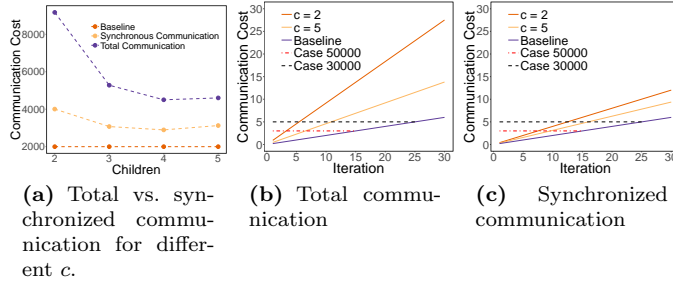 Communication Cost
8000
6000
4000
2000
2
3
4
5
Children
Baseline
Synchronous Communication
Total Communication
(a) Total vs. syn-
chronized commu-
nication for differ-
ent c.
Communication Cost
30
25
20
15
10
5
0
0
5
10
15
20
25
30
Iteration
c = 2
c = 5
Baseline
Case 50000
Case 30000
(b) Total commu-
nication
Communication Cost
30
25
20
15
10
5
0
0
5
10
15
20
25
30
Iteration
c = 2
c = 5
Baseline
Case 50000
Case 30000
(c) Synchronized
communication